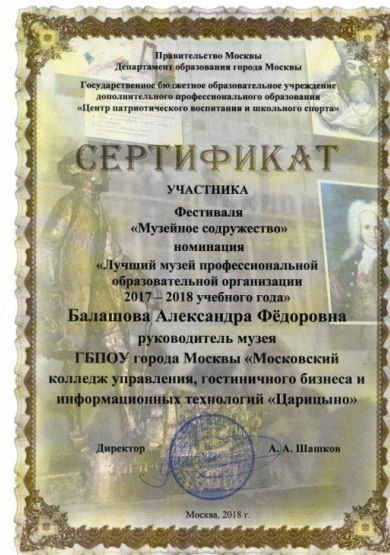 Правительство Москвы
Департамент образования города Москвы
Государственное бюджетное образовательное учреждение
дополнительного профессионального образования
«Центр патриотического воспитания и школьного спорта»
СЕРТИФИКАТ
УЧАСТНИКА
Фестиваля
«Музейное содружество»
номинация
«Лучший музей профессиональной
образовательной организации
2017 – 2018 учебного года»
Балашова Александра Фёдоровна
руководитель музея
ГБПОУ города Москвы «Московский
колледж управления, гостиничного бизнеса и
информационных технологий «Царицыно»
Директор А. А. Шашков
Москва, 2018 г.